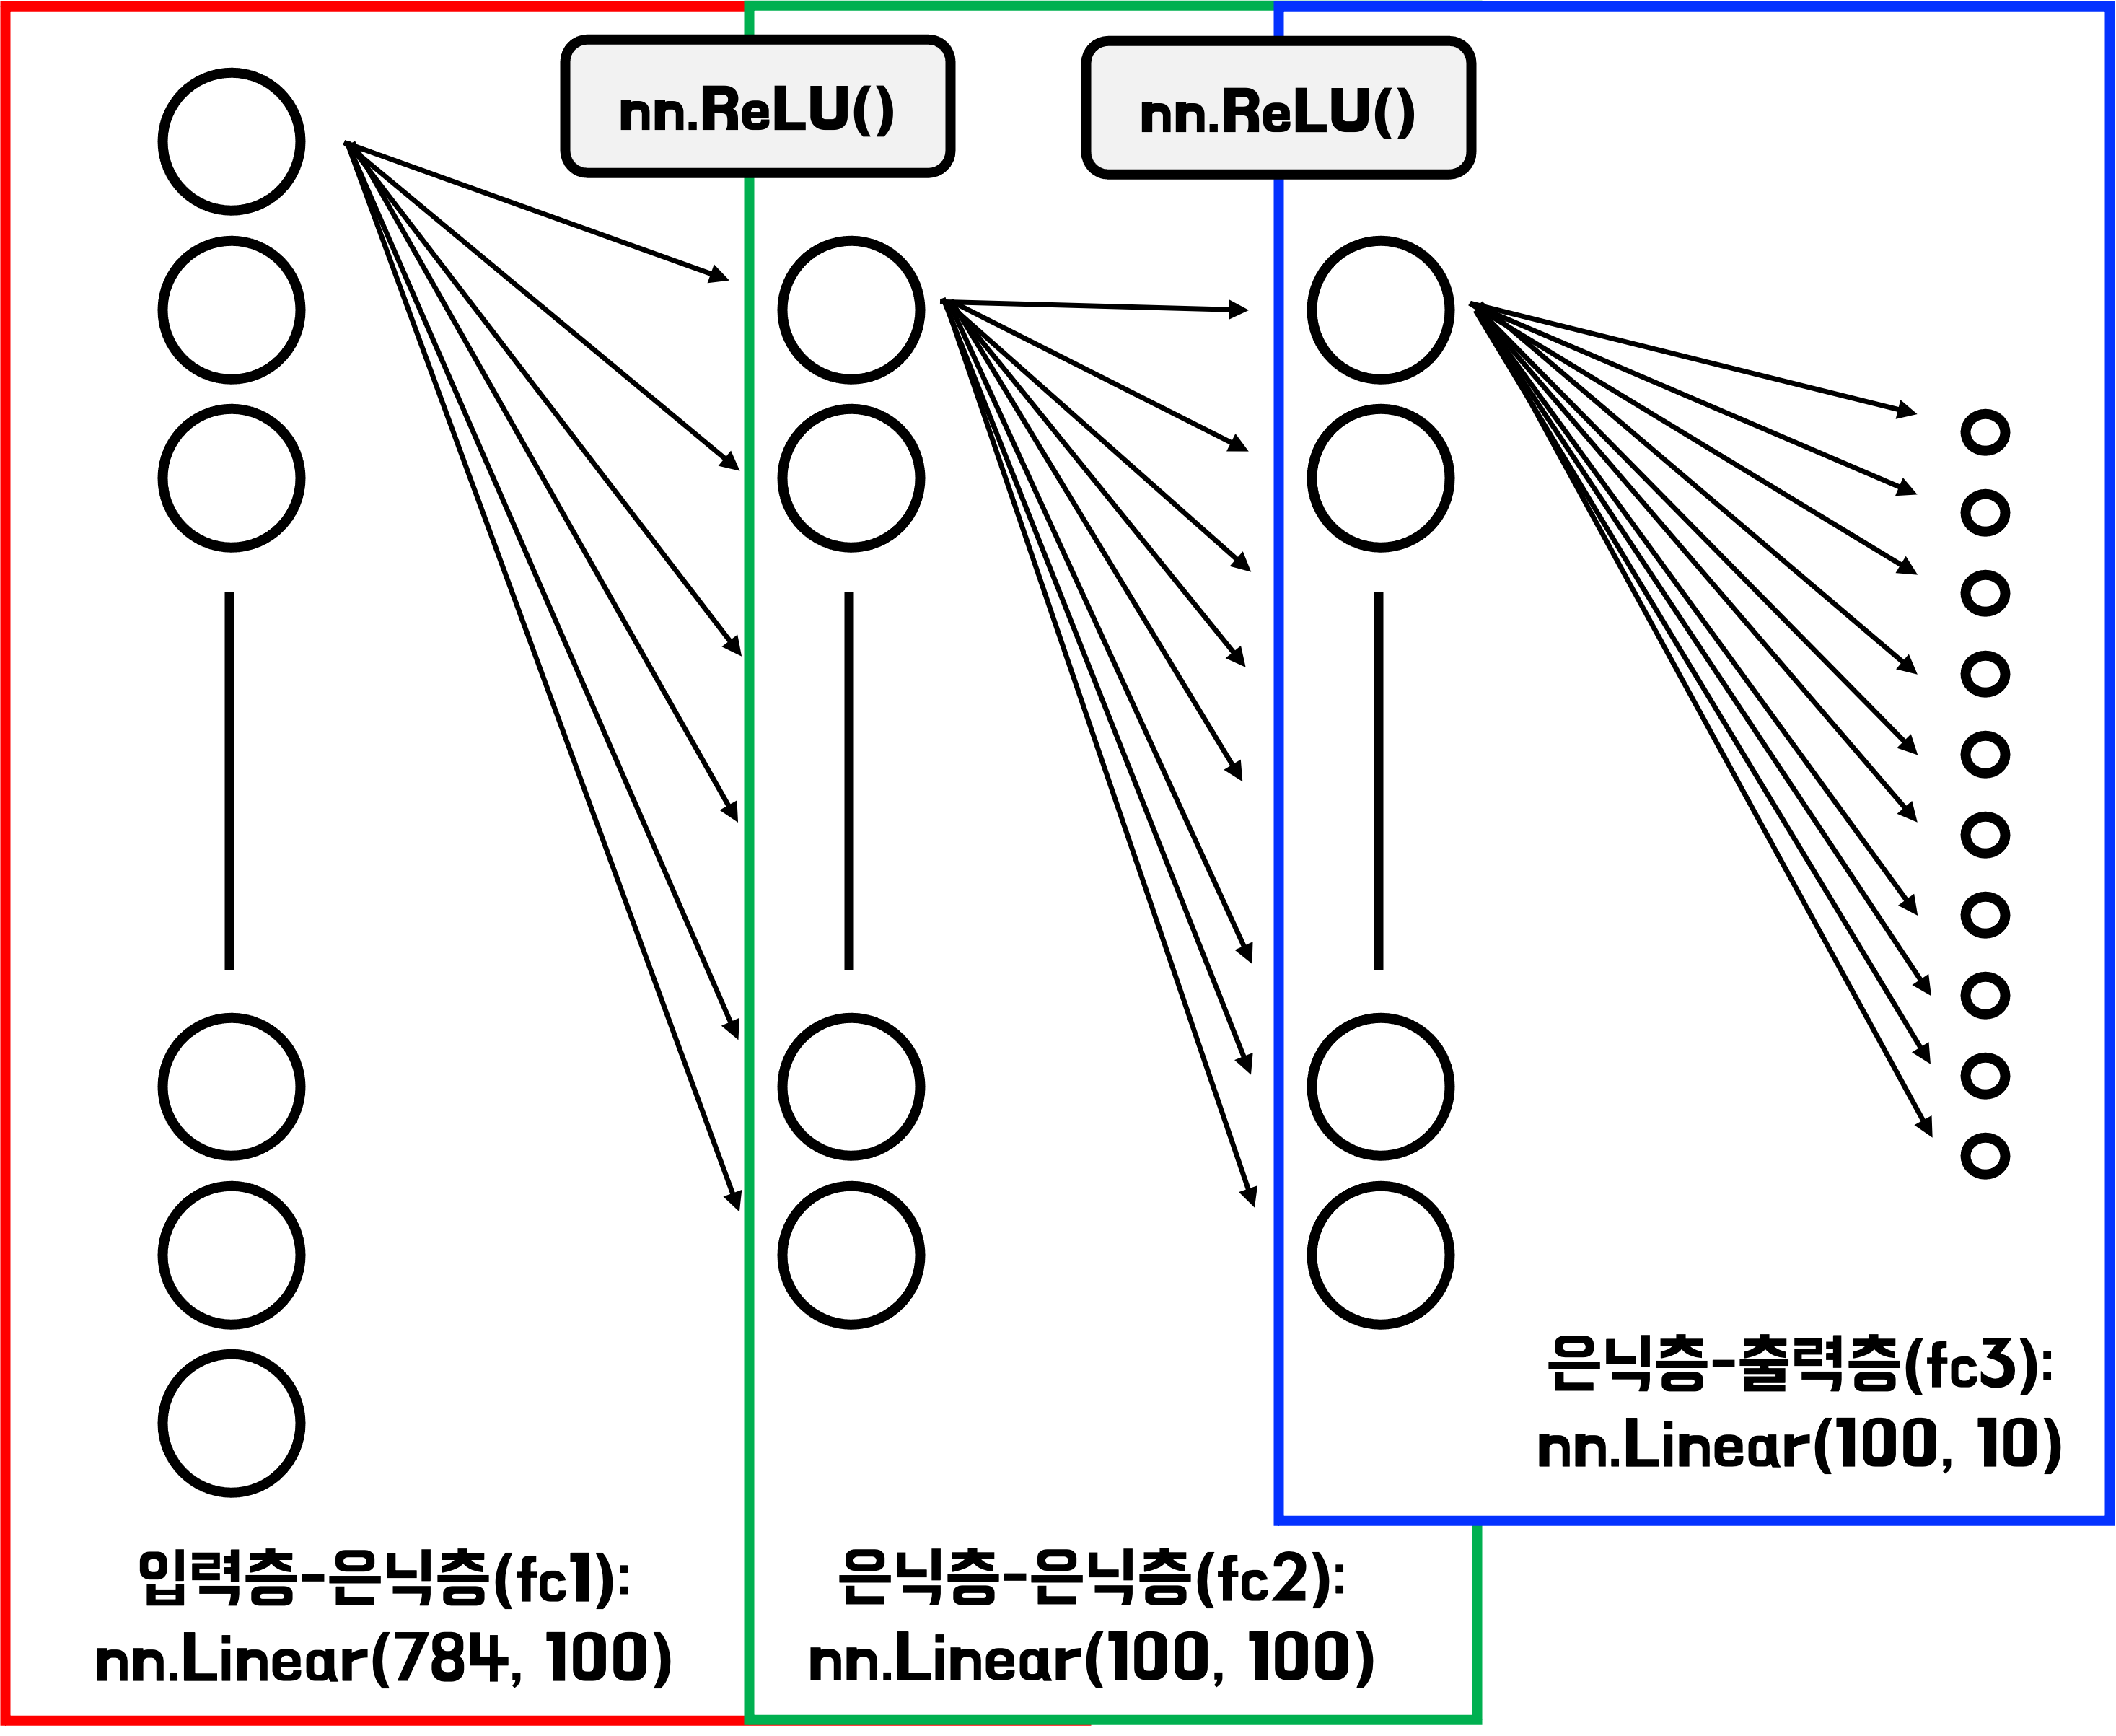 nn.ReLU()
nn.ReLU()
입력층-은닉층(fc1):
nn.Linear(784, 100)
은닉층-은닉층(fc2):
nn.Linear(100, 100)
은닉층-출력층(fc3):
nn.Linear(100, 10)